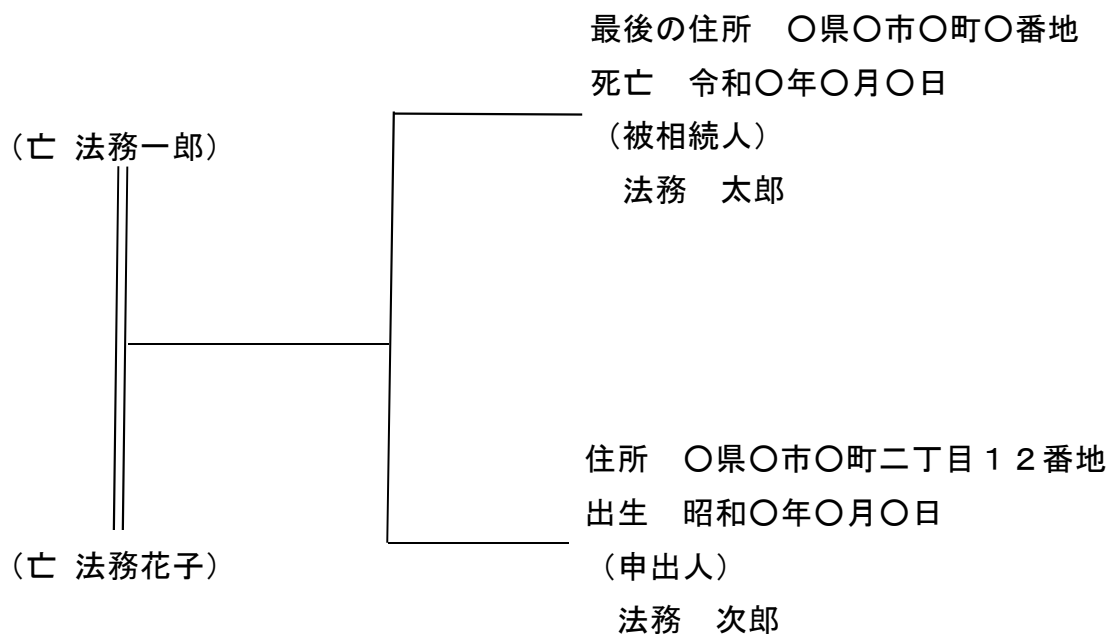 最後の住所　〇県〇市〇町〇番地
死亡　令和〇年〇月〇日
（被相続人）
法務　太郎
（亡 法務一郎）
住所　〇県〇市〇町二丁目１２番地
出生　昭和〇年〇月〇日
（申出人）
法務　次郎
（亡 法務花子）